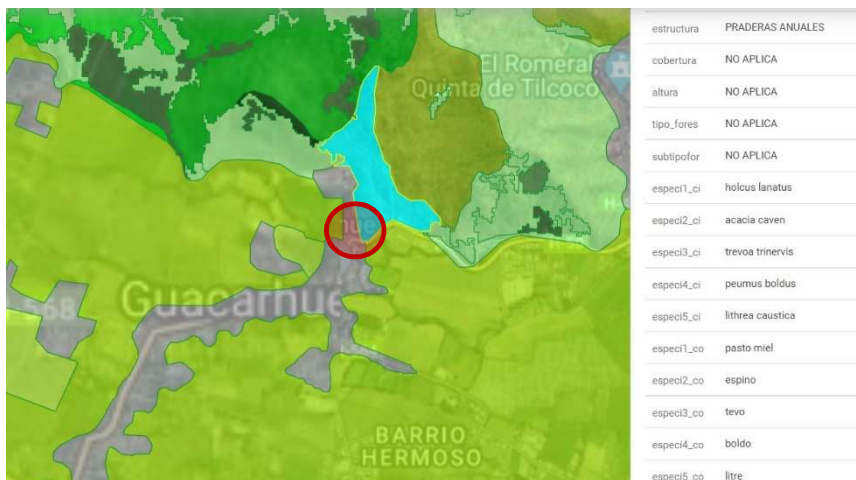 El Romeral
Quinta de Tilcoco
Guacarhue
BARRIO
HERMOSO
estructura PRADERAS ANUALES
cobertura NO APLICA
altura NO APLICA
tipo_fores NO APLICA
subtipofor NO APLICA
especi1_ci holcus lanatus
especi2_ci acacia caven
especi3_ci trevoa trinervis
especi4_ci peumus boldus
especi5_ci lithrea caustica
especi1_co pasto miel
especi2_co espino
especi3_co tevo
especi4_co boldo
especi5_co litre